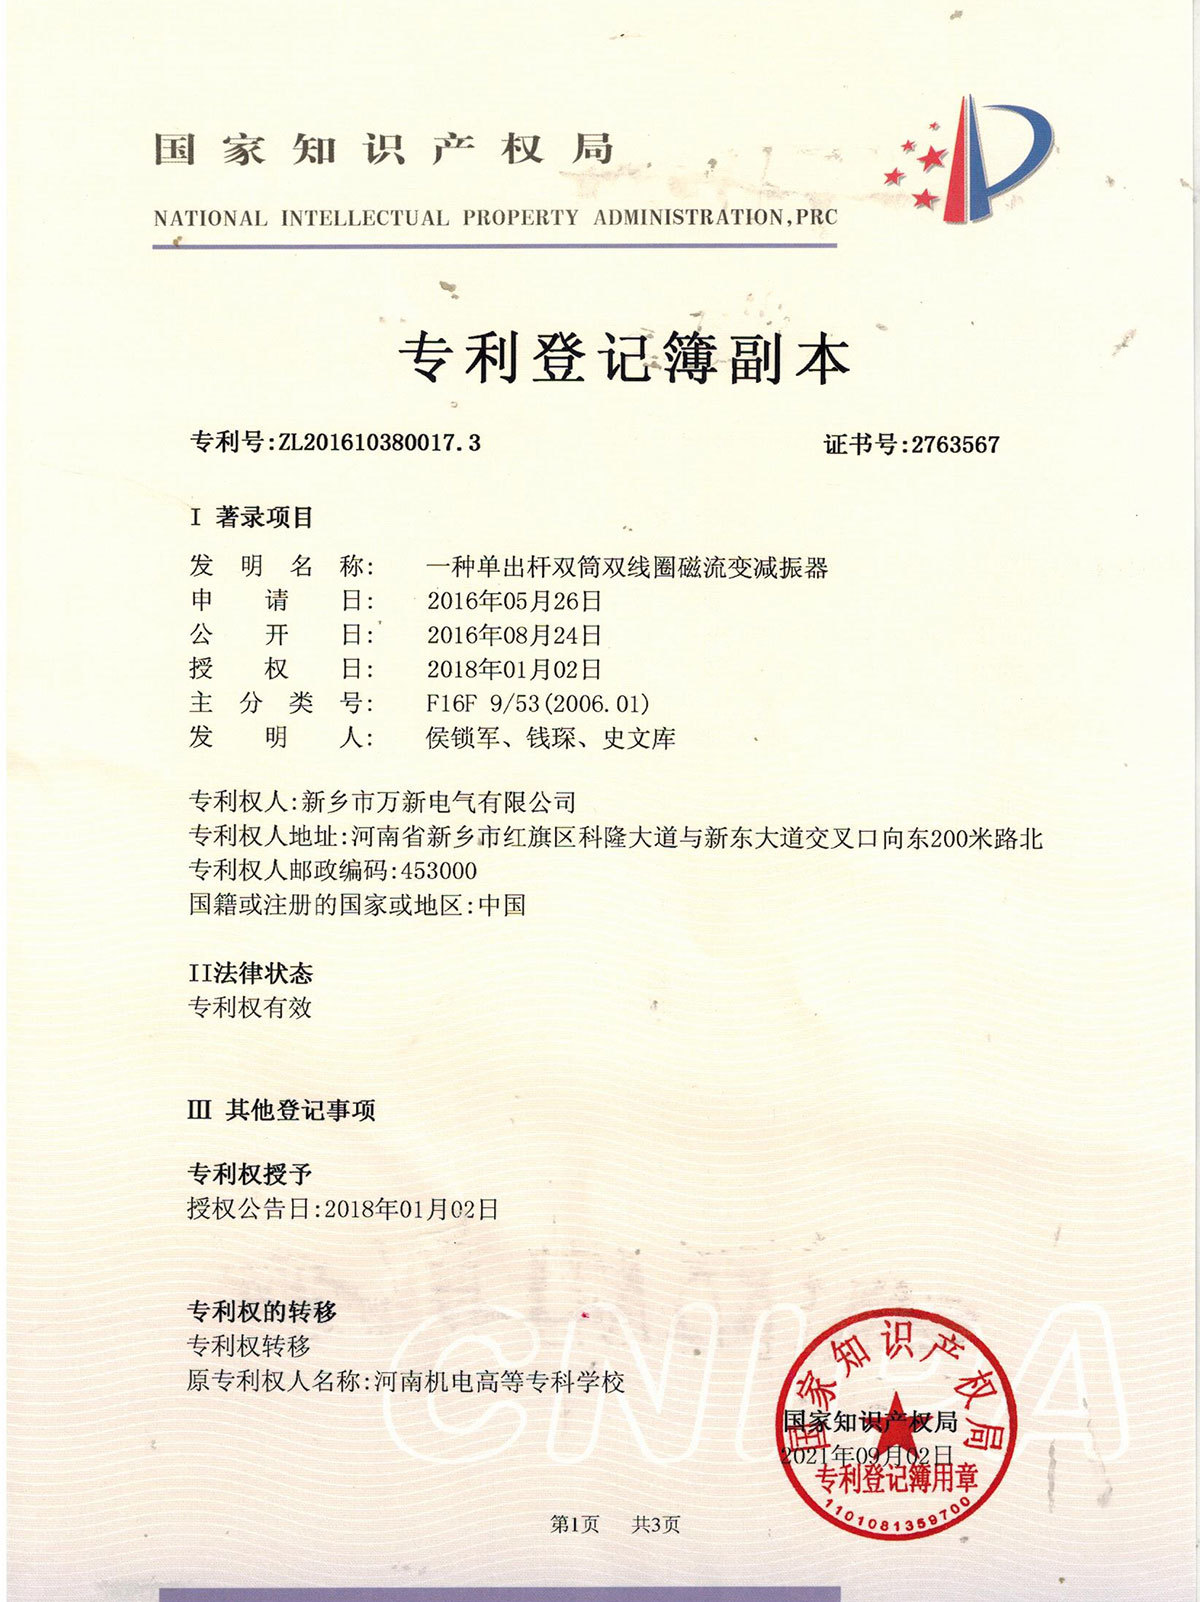 国家知识产权局
NATIONAL INTELLECTUAL PROPERTY ADMINISTRATION,PRC
专利登记簿副本
专利号:ZL201610380017.3 证书号:2763567
I 著录项目
发明名称: 一种单出杆双筒双线圈磁流变减振器
申请日: 2016年05月26日
公开日: 2016年08月24日
授权日: 2018年01月02日
主分类号: F16F 9/53(2006.01)
发明人: 侯锁军、钱琛、史文库
专利权人:新乡市万新电气有限公司
专利权人地址:河南省新乡市红旗区科隆大道与新东大道交叉口向东200米路北
专利权人邮政编码:453000
国籍或注册的国家或地区:中国
II法律状态
专利权有效
III 其他登记事项
专利权授予
授权公告日:2018年01月02日
专利权的转移
专利权转移
原专利权人名称:河南机电高等专科学校
CNIPA
国家知识产权局
国家知识产权局
2021年09月02日
专利登记簿用章
1101081359700
第1页 共3页